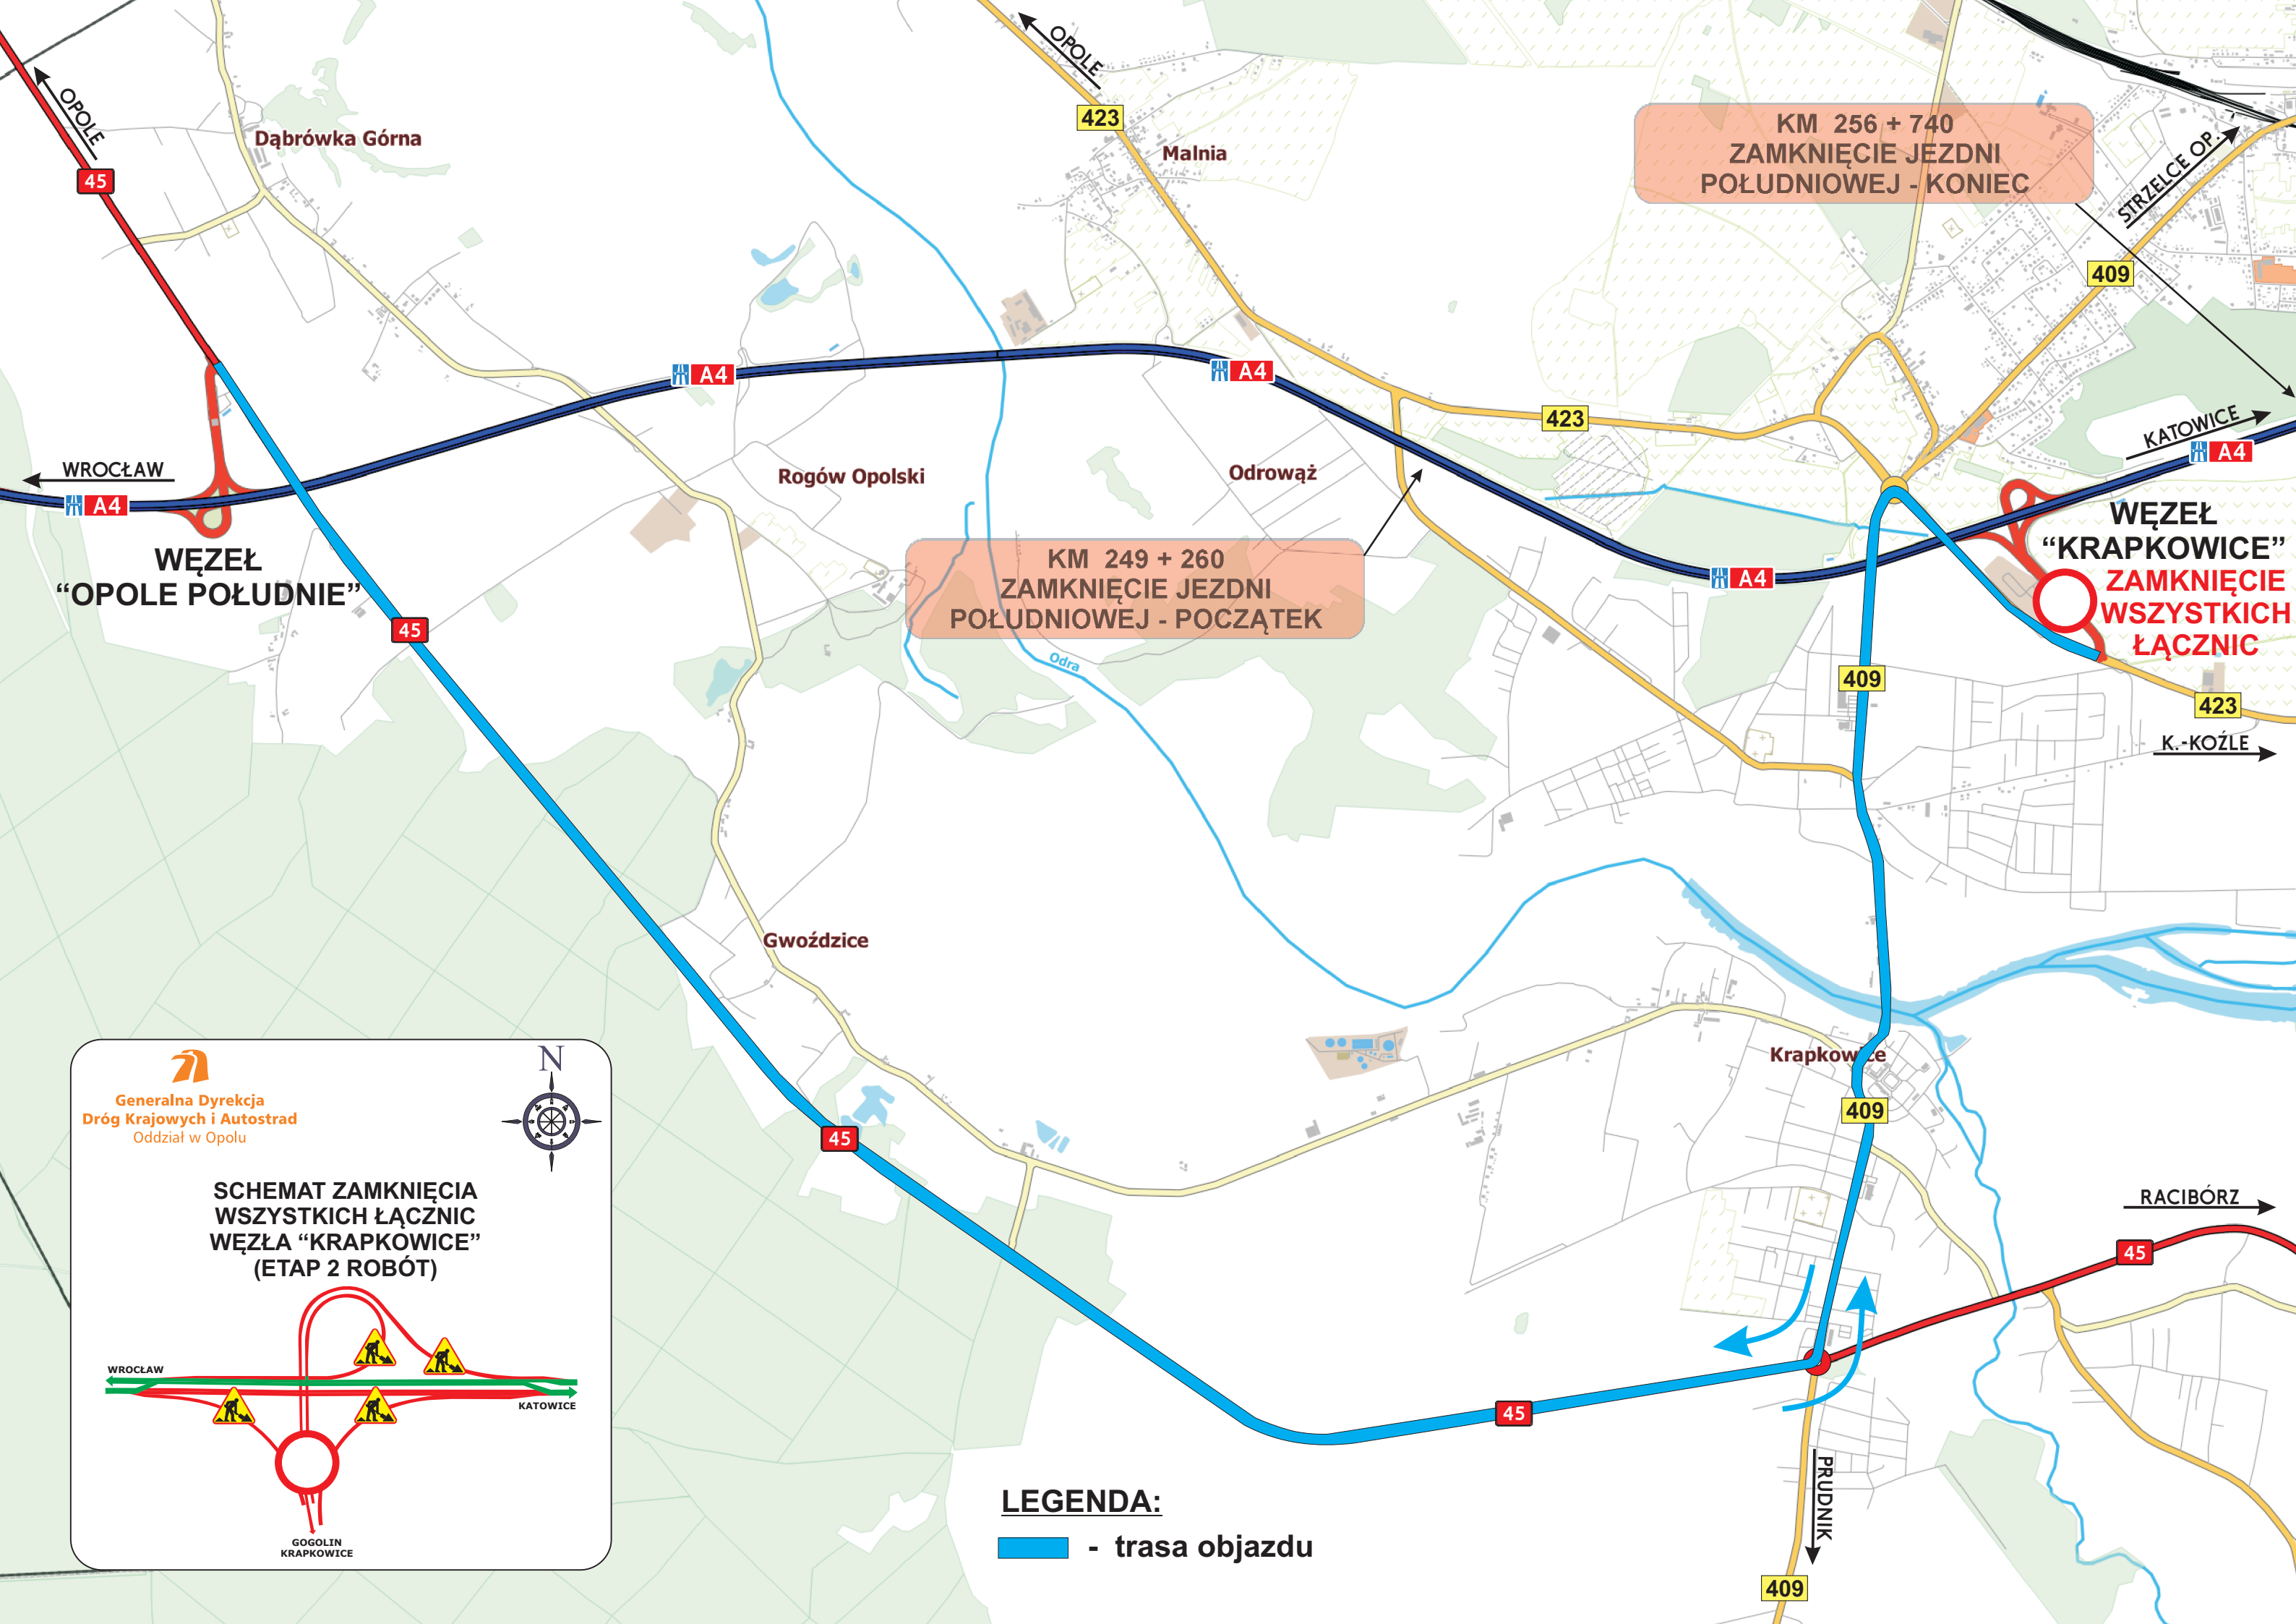 OPOLE
45
Dąbrówka Górna
OPOLE
423
Malnia
KM 256 + 740
ZAMKNIĘCIE JEZDNI
POŁUDNIOWEJ - KONIEC
STRZELCE OP.
409
A4
A4
423
KATOWICE
A4
WROCŁAW
A4
Rogów Opolski
Odrowąż
WĘZEŁ
“OPOLE POŁUDNIE”
KM 249 + 260
ZAMKNIĘCIE JEZDNI
POŁUDNIOWEJ - POCZĄTEK
A4
WĘZEŁ
“KRAPKOWICE”
ZAMKNIĘCIE
WSZYSTKICH
ŁĄCZNIC
45
Odra
409
423
K.-KOŹLE
Gwoździce
Krapkowice
409
45
RACIBÓRZ
45
45
PRUDNIK
409
Generalna Dyrekcja
Dróg Krajowych i Autostrad
Oddział w Opolu
N
SCHEMAT ZAMKNIĘCIA
WSZYSTKICH ŁĄCZNIC
WĘZŁA “KRAPKOWICE”
(ETAP 2 ROBÓT)
WROCŁAW
KATOWICE
GOGOLIN
KRAPKOWICE
LEGENDA:
- trasa objazdu